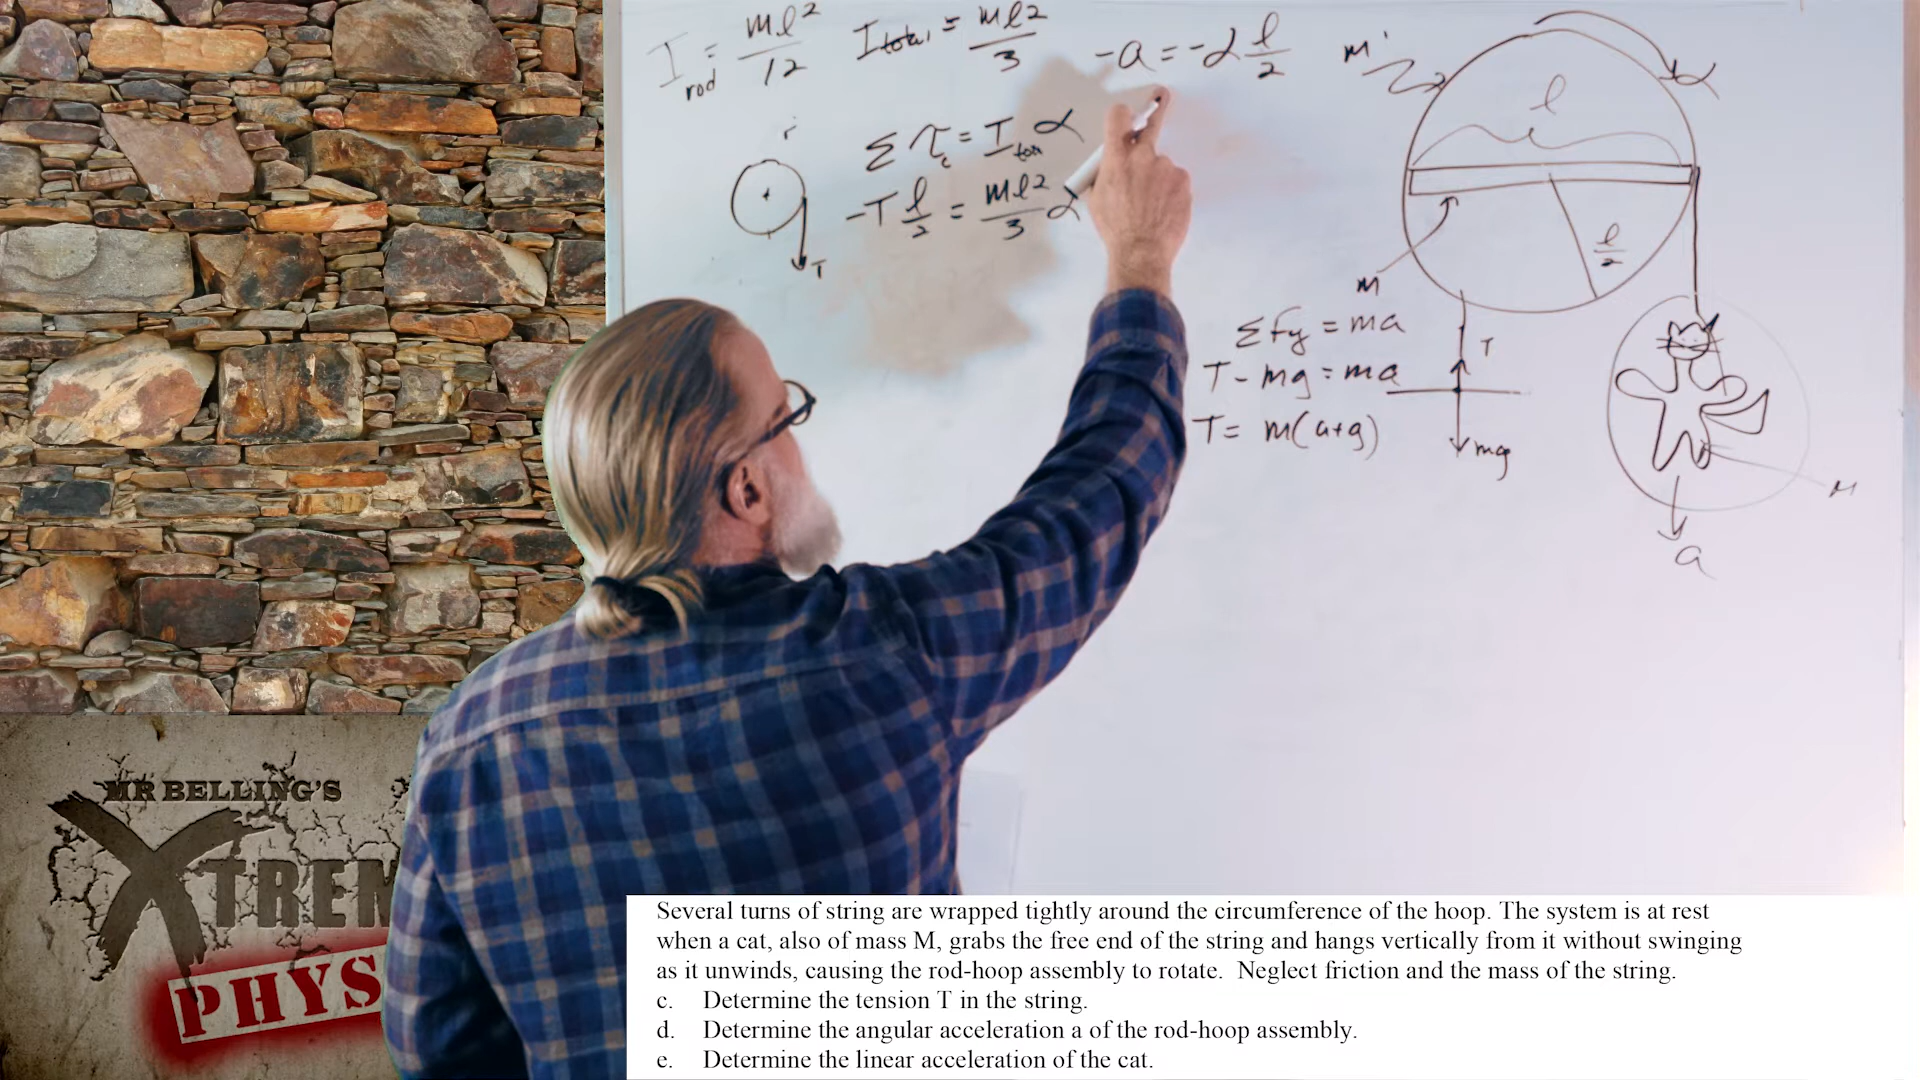 I rod = ml²/12
I total = ml²/3
-a = -α l/2
Στc = Itot α
-T l/2 = ml²/3 α
T
m
α
l
l/2
m
ΣFy = ma
T - mg = ma
T = m(a+g)
T
mg
M
a
MR BELLING'S
XTREM
PHYS
Several turns of string are wrapped tightly around the circumference of the hoop. The system is at rest
when a cat, also of mass M, grabs the free end of the string and hangs vertically from it without swinging
as it unwinds, causing the rod-hoop assembly to rotate. Neglect friction and the mass of the string.
c. Determine the tension T in the string.
d. Determine the angular acceleration a of the rod-hoop assembly.
e. Determine the linear acceleration of the cat.